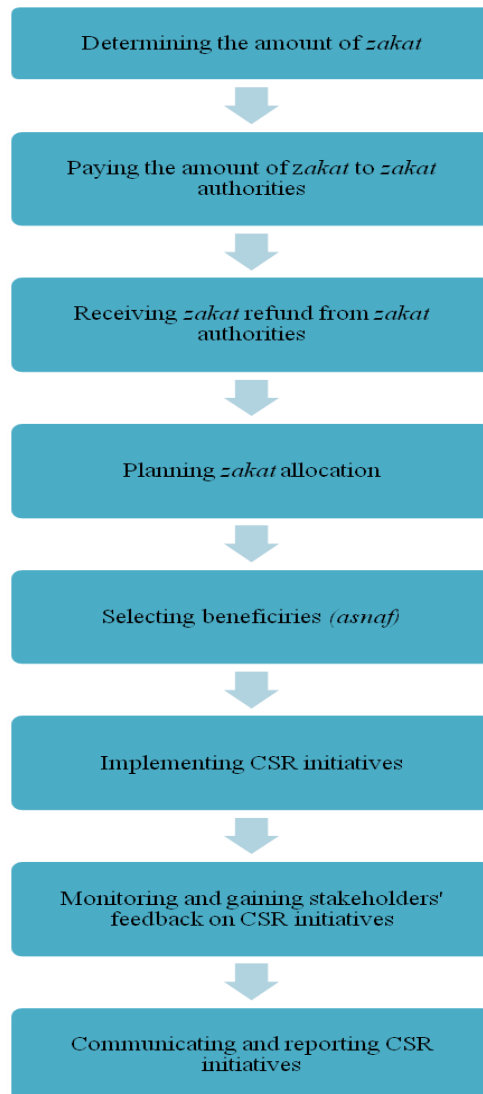 Determining the amount of zakat
Paying the amount of zakat to zakat
authorities
Receiving zakat refund from zakat
authorities
Planning zakat allocation
Selecting beneficiries (asnaf)
Implementing CSR initiatives
Monitoring and gaining stakeholders'
feedback on CSR initiatives
Communicating and reporting CSR
initiatives